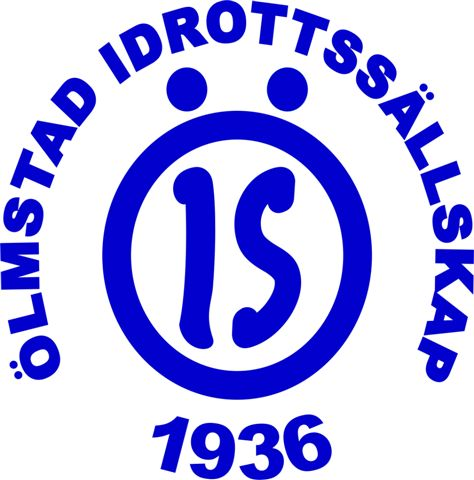 ÖLMSTAD IDROTTSSÄLLSKAP
Ö
IS
1936